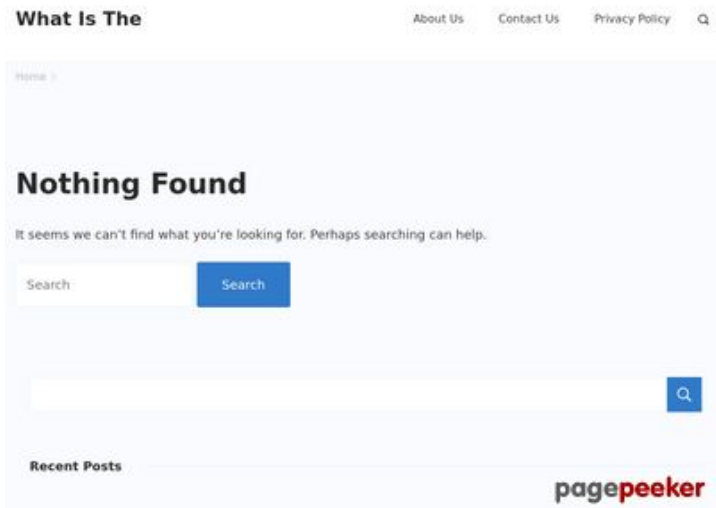 What Is The
About Us Contact Us Privacy Policy
Home
Nothing Found
It seems we can't find what you're looking for. Perhaps searching can help.
Search Search
Recent Posts
pagepeeker